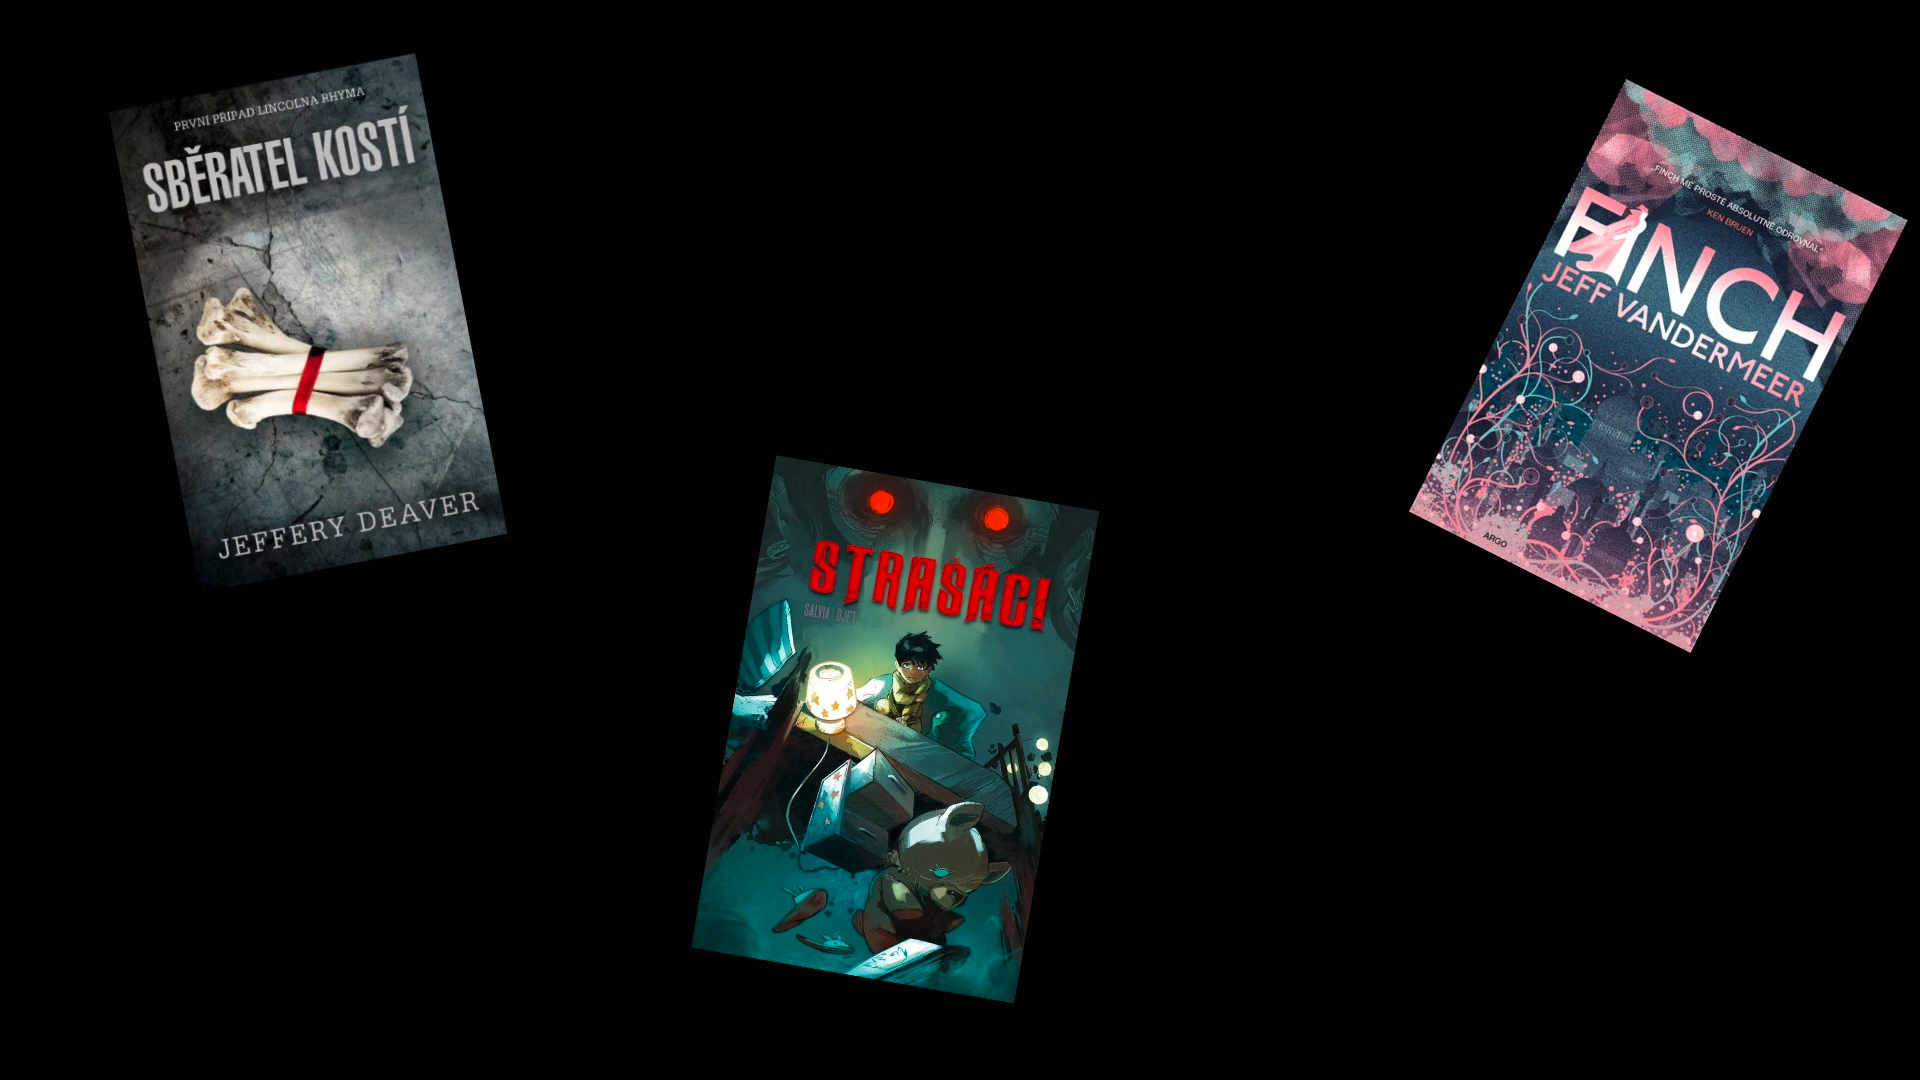 PRVNÍ PŘÍPAD LINCOLNA RHYMA
SBĚRATEL KOSTÍ
JEFFERY DEAVER
STRAŠÁCI
SALVIA DJET
„FINCH MĚ PROSTĚ ABSOLUTNĚ ODROVNAL“
KEN BRUEN
FINCH
JEFF VANDERMEER
ARGO